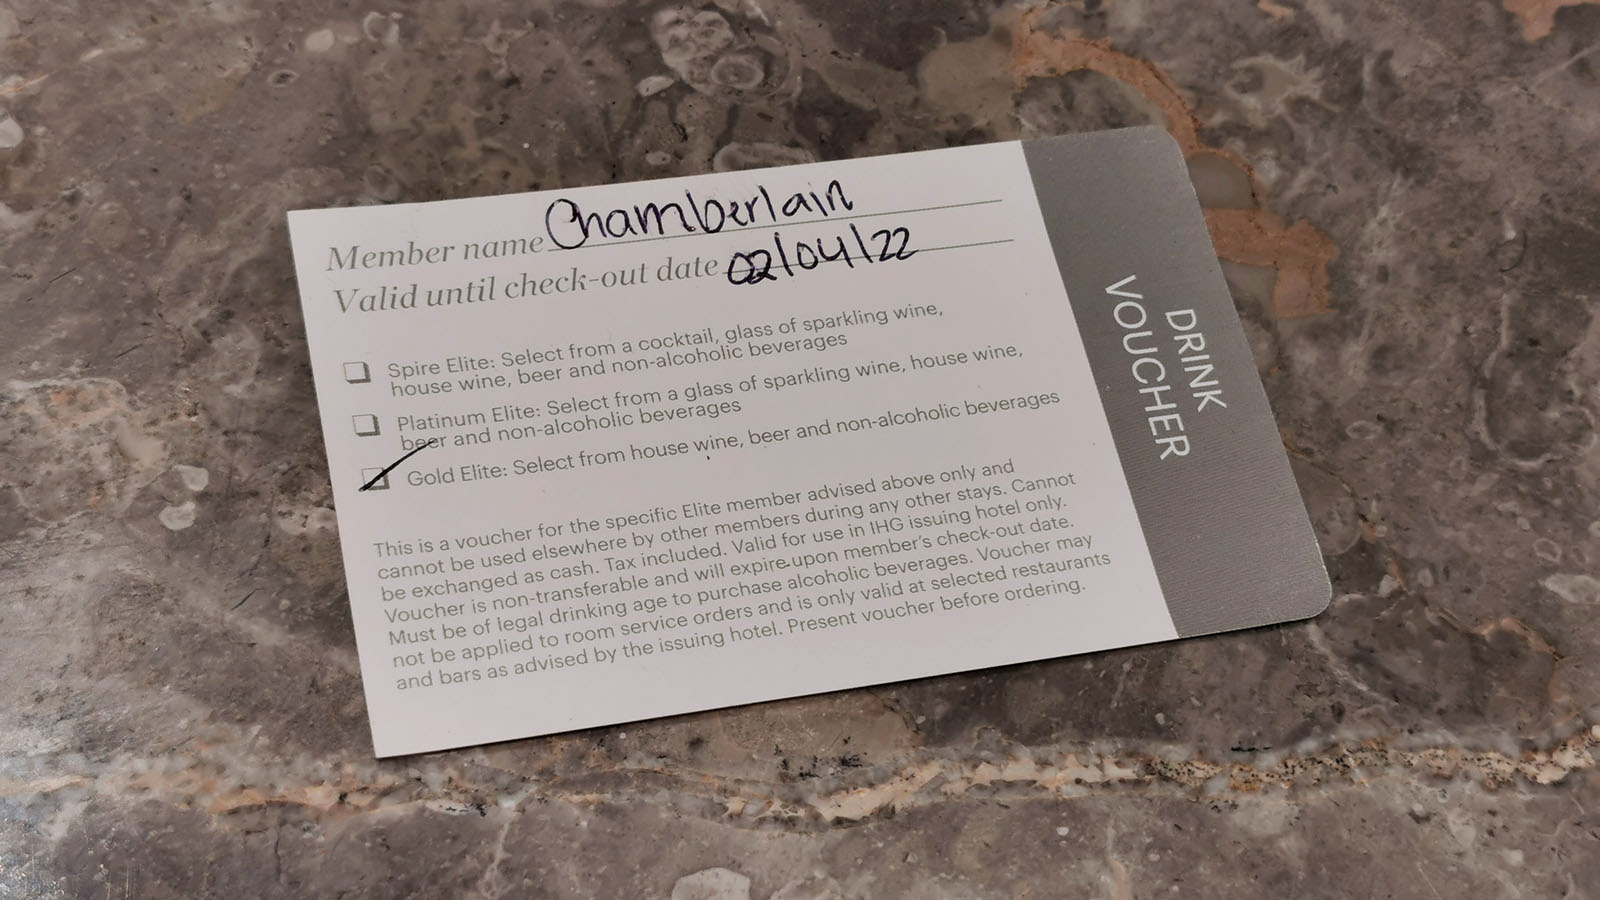 Member name Chamberlain
Valid until check-out date 02/04/22
Spire Elite: Select from a cocktail, glass of sparkling wine,
house wine, beer and non-alcoholic beverages
Platinum Elite: Select from a glass of sparkling wine, house wine,
beer and non-alcoholic beverages
Gold Elite: Select from house wine, beer and non-alcoholic beverages
This is a voucher for the specific Elite member advised above only and
cannot be used elsewhere by other members during any other stays. Cannot
be exchanged as cash. Tax included. Valid for use in IHG issuing hotel only.
Voucher is non-transferable and will expire upon member's check-out date.
Must be of legal drinking age to purchase alcoholic beverages. Voucher may
not be applied to room service orders and is only valid at selected restaurants
and bars as advised by the issuing hotel. Present voucher before ordering.
DRINK
VOUCHER